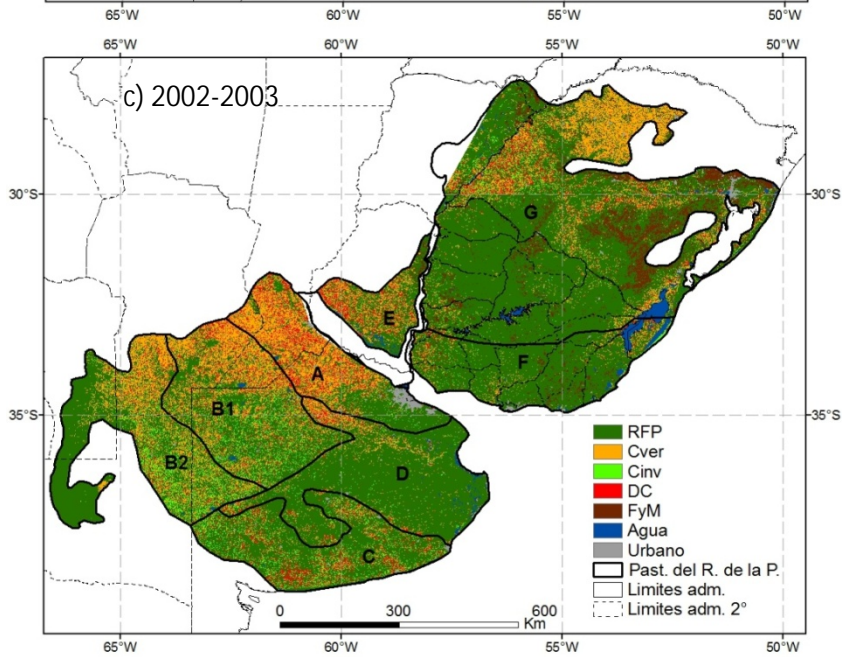 65°W 60°W 55°W 50°W
65°W 60°W 55°W 50°W
c) 2002-2003
30°S 30°S
G
E
A
F
B1
35°S 35°S
B2
D
C
RFP
Cver
Cinv
DC
FyM
Agua
Urbano
Past. del R. de la P.
Limites adm.
Limites adm. 2°
0 300 600
Km
65°W 60°W 55°W 50°W